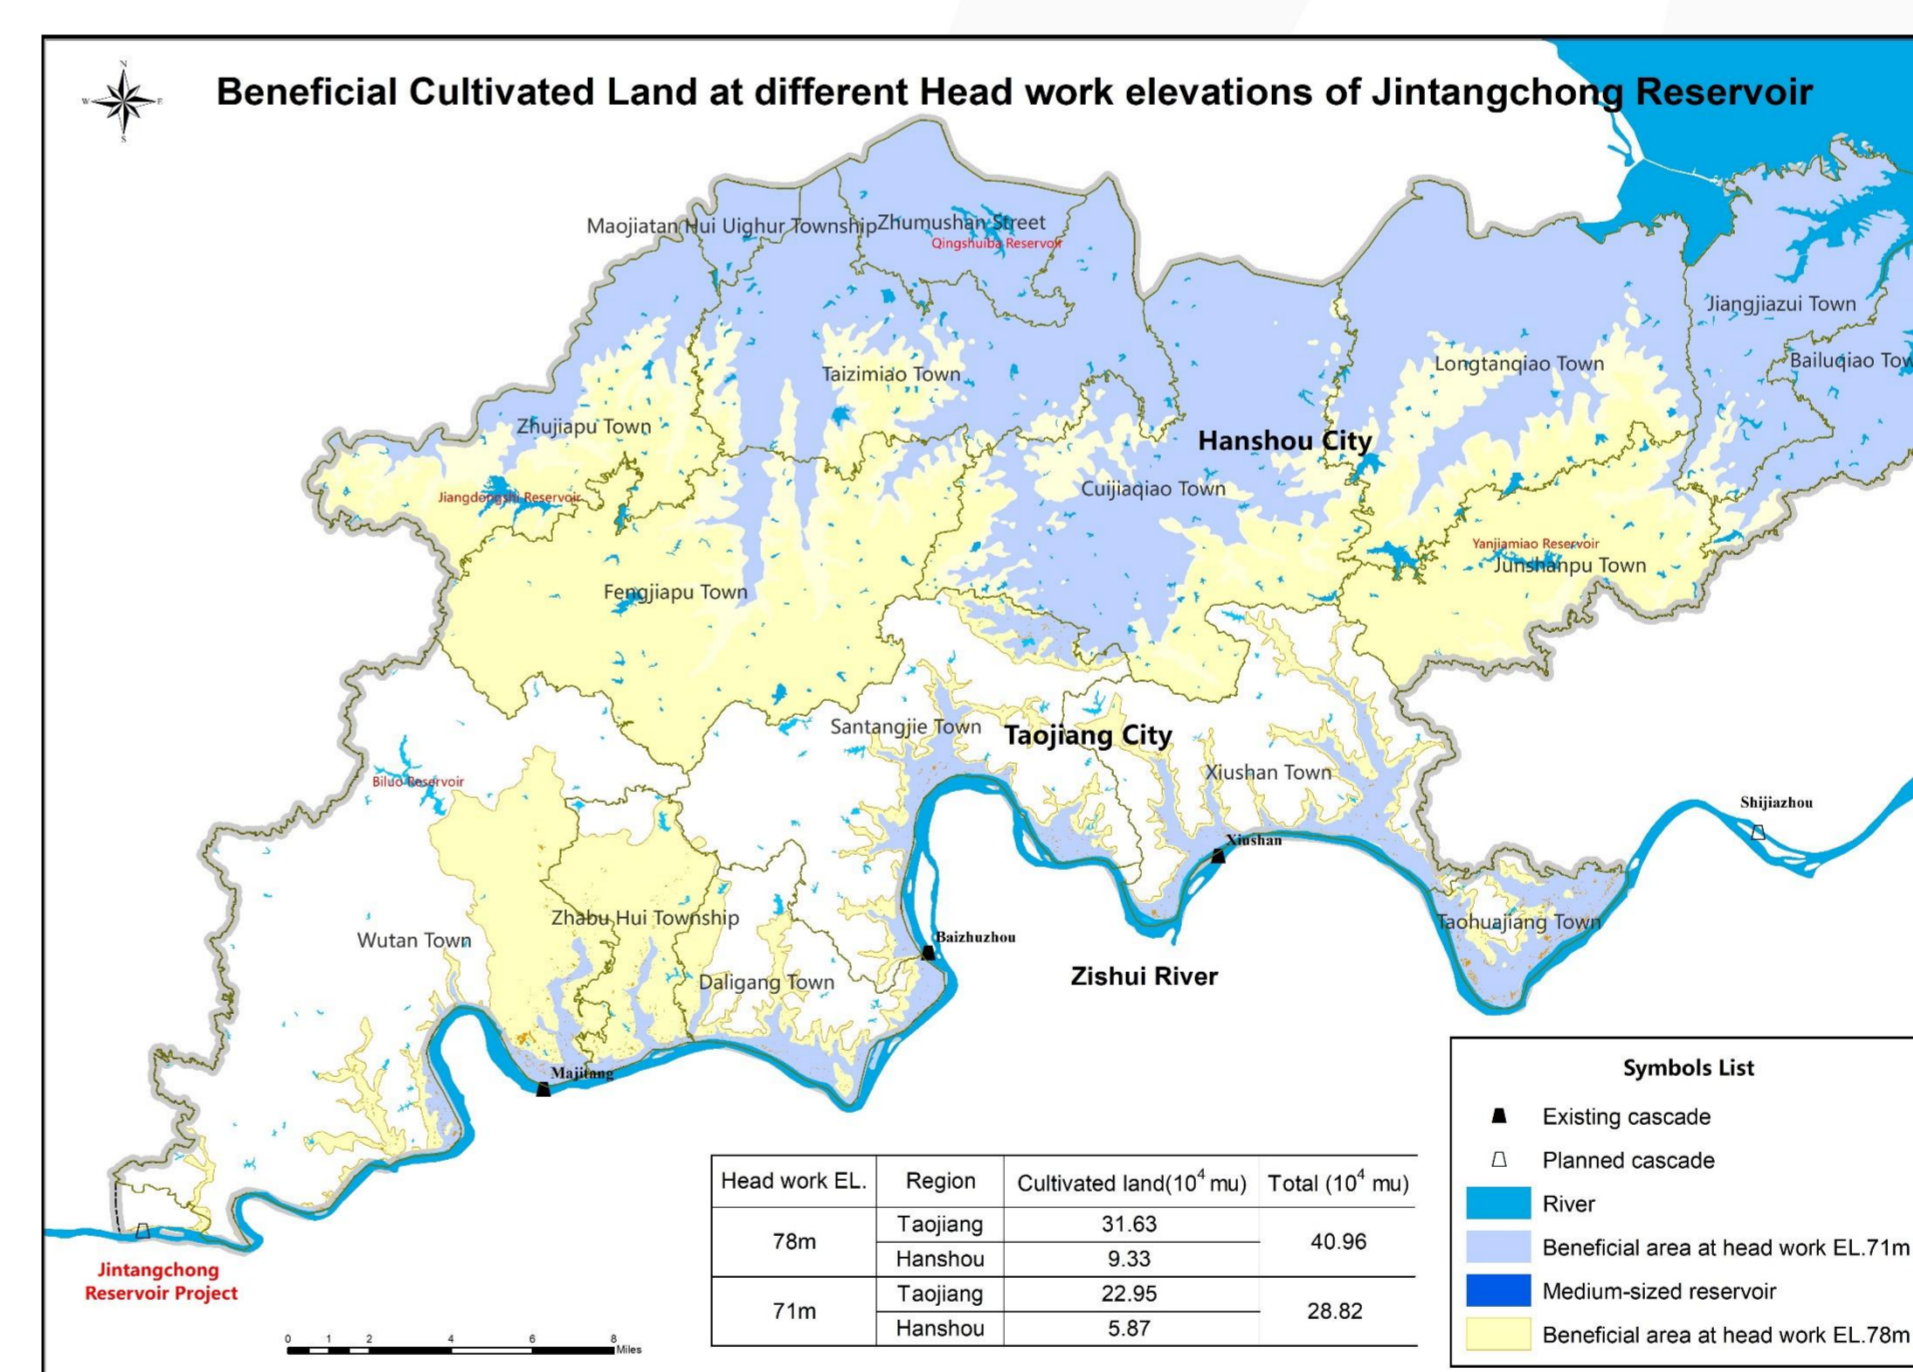 N
W E
S
Beneficial Cultivated Land at different Head work elevations of Jintangchong Reservoir
Maojiatan Hui Uighur Township
Zhumushan Street
Qingshuiba Reservoir
Jiangjiazui Town
Longtanqiao Town
Bailuqiao Tow
Taizimiao Town
Zhujiapu Town
Hanshou City
Cuijiaqiao Town
Jiangdongshi Reservoir
Yanjiamiao Reservoir
Junshanpu Town
Fengjiapu Town
Santangjie Town
Taojiang City
Xiushan Town
Biluo Reservoir
Shijiazhou
Xiushan
Zhabu Hui Township
Taohuajiang Town
Wutan Town
Baizhuzhou
Daligang Town
Zishui River
Majitang
Jintangchong
Reservoir Project
0 1 2 4 6 8
Miles
Head work EL. Region Cultivated land(10⁴ mu) Total (10⁴ mu)
78m Taojiang 31.63 40.96
Hanshou 9.33
71m Taojiang 22.95 28.82
Hanshou 5.87
Symbols List
Existing cascade
Planned cascade
River
Beneficial area at head work EL.71m
Medium-sized reservoir
Beneficial area at head work EL.78m